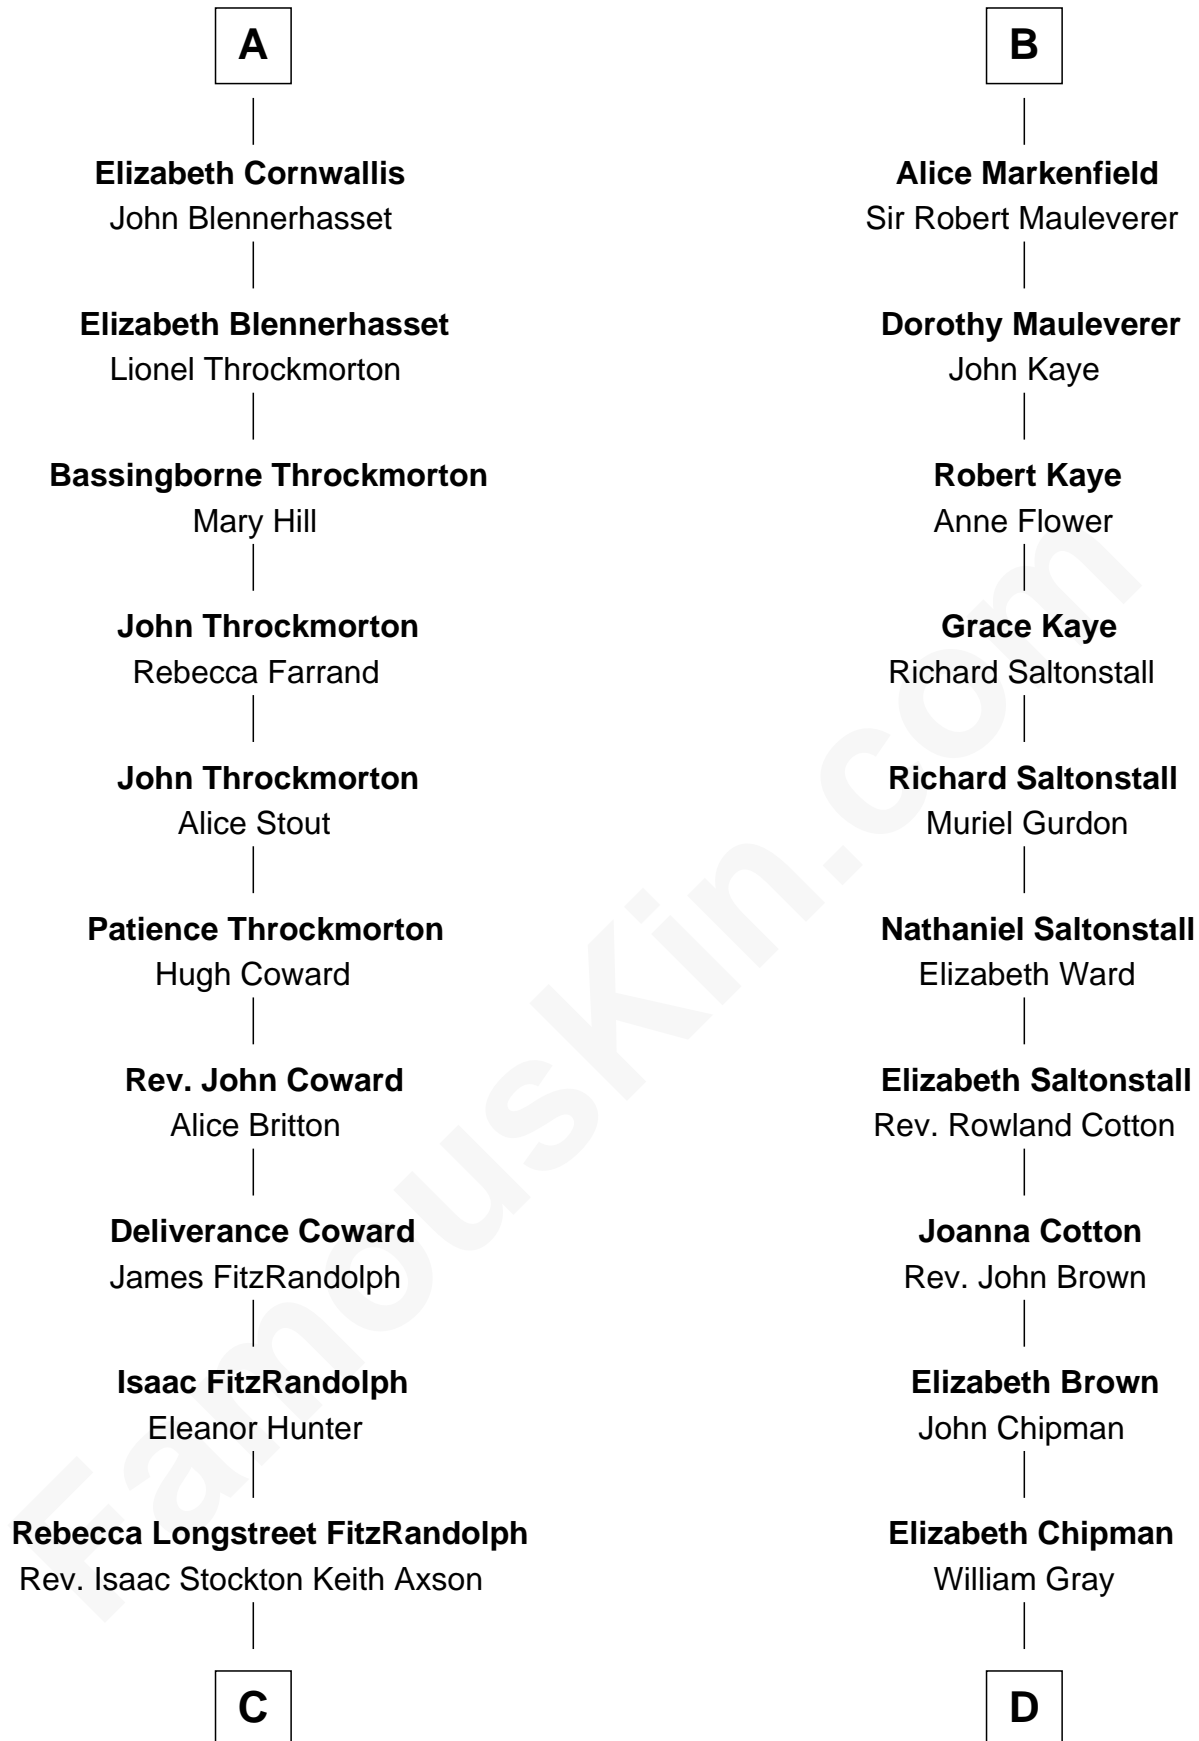 A
Elizabeth Cornwallis
John Blennerhasset
Elizabeth Blennerhasset
Lionel Throckmorton
Bassingborne Throckmorton
Mary Hill
John Throckmorton
Rebecca Farrand
John Throckmorton
Alice Stout
Patience Throckmorton
Hugh Coward
Rev. John Coward
Alice Britton
Deliverance Coward
James FitzRandolph
Isaac FitzRandolph
Eleanor Hunter
Rebecca Longstreet FitzRandolph
Rev. Isaac Stockton Keith Axson
C
B
Alice Markenfield
Sir Robert Mauleverer
Dorothy Mauleverer
John Kaye
Robert Kaye
Anne Flower
Grace Kaye
Richard Saltonstall
Richard Saltonstall
Muriel Gurdon
Nathaniel Saltonstall
Elizabeth Ward
Elizabeth Saltonstall
Rev. Rowland Cotton
Joanna Cotton
Rev. John Brown
Elizabeth Brown
John Chipman
Elizabeth Chipman
William Gray
D
FamousKin.com